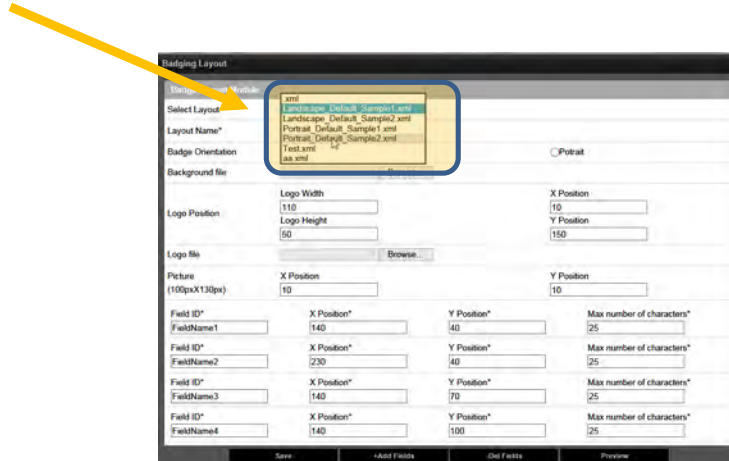 Badging Layout
Badge Layout Module
Select Layout
.xml
Landscape_Default_Sample1.xml
Landscape_Default_Sample2.xml
Portrait_Default_Sample1.xml
Portrait_Default_Sample2.xml
Test.xml
aa.xml
Layout Name*
Badge Orientation
Potrait
Background file
Logo Position
Logo Width
110
Logo Height
50
X Position
10
Y Position
150
Logo file
Browse...
Picture
(100pxX130px)
X Position
10
Y Position
10
Field ID* X Position* Y Position* Max number of characters*
FieldName1 140 40 25
Field ID* X Position* Y Position* Max number of characters*
FieldName2 230 40 25
Field ID* X Position* Y Position* Max number of characters*
FieldName3 140 70 25
Field ID* X Position* Y Position* Max number of characters*
FieldName4 140 100 25
Save +Add Fields -Del Fields Preview